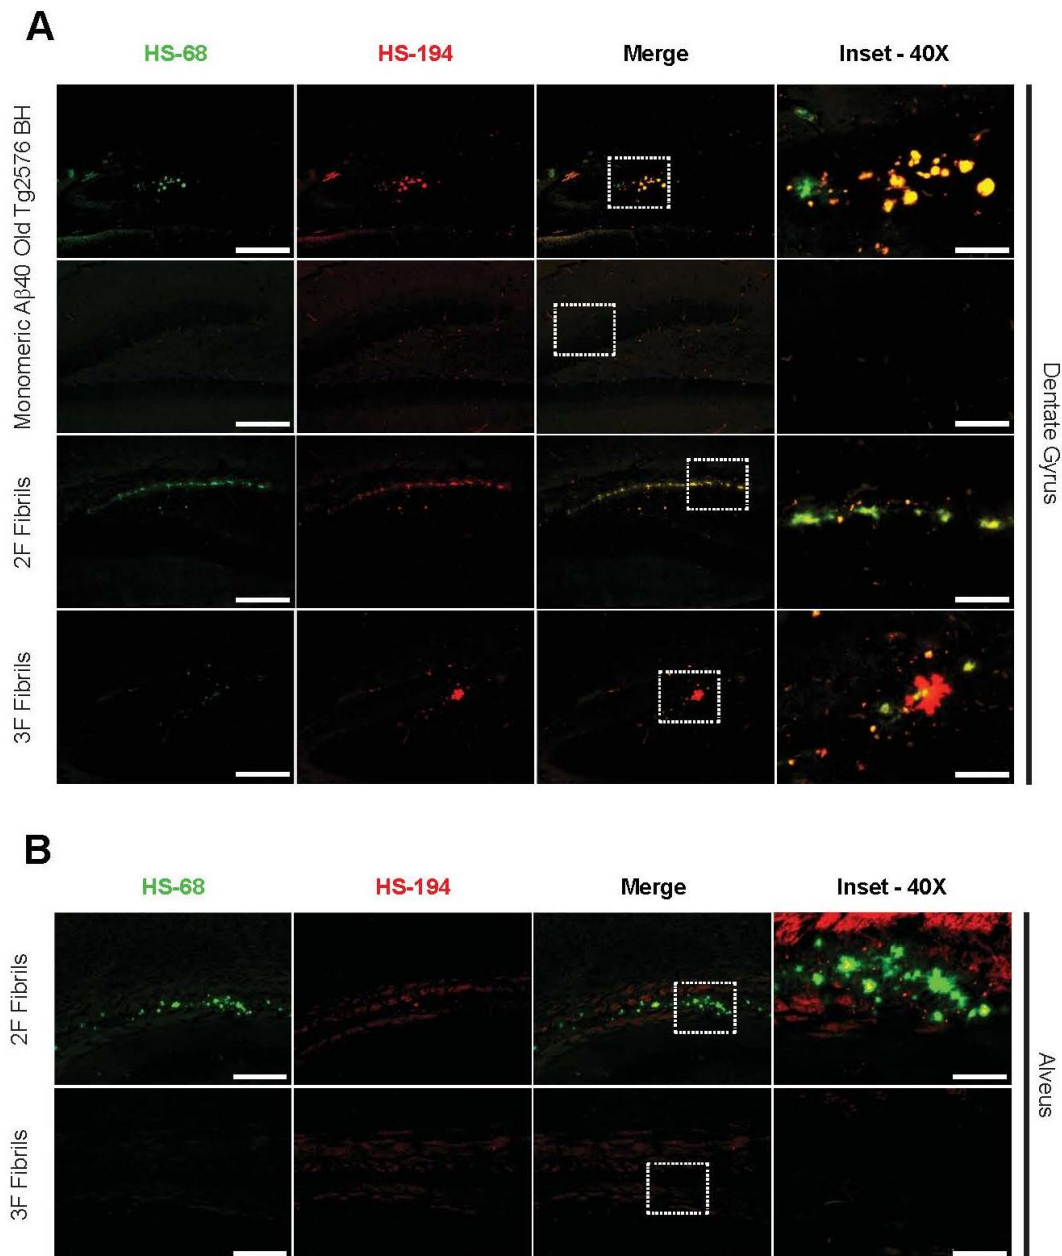 A
HS-68 HS-194 Merge Inset - 40X
Old Tg2576 BH
Monomeric Aβ40
2F Fibrils
3F Fibrils
Dentate Gyrus
B
HS-68 HS-194 Merge Inset - 40X
2F Fibrils
3F Fibrils
Alveus